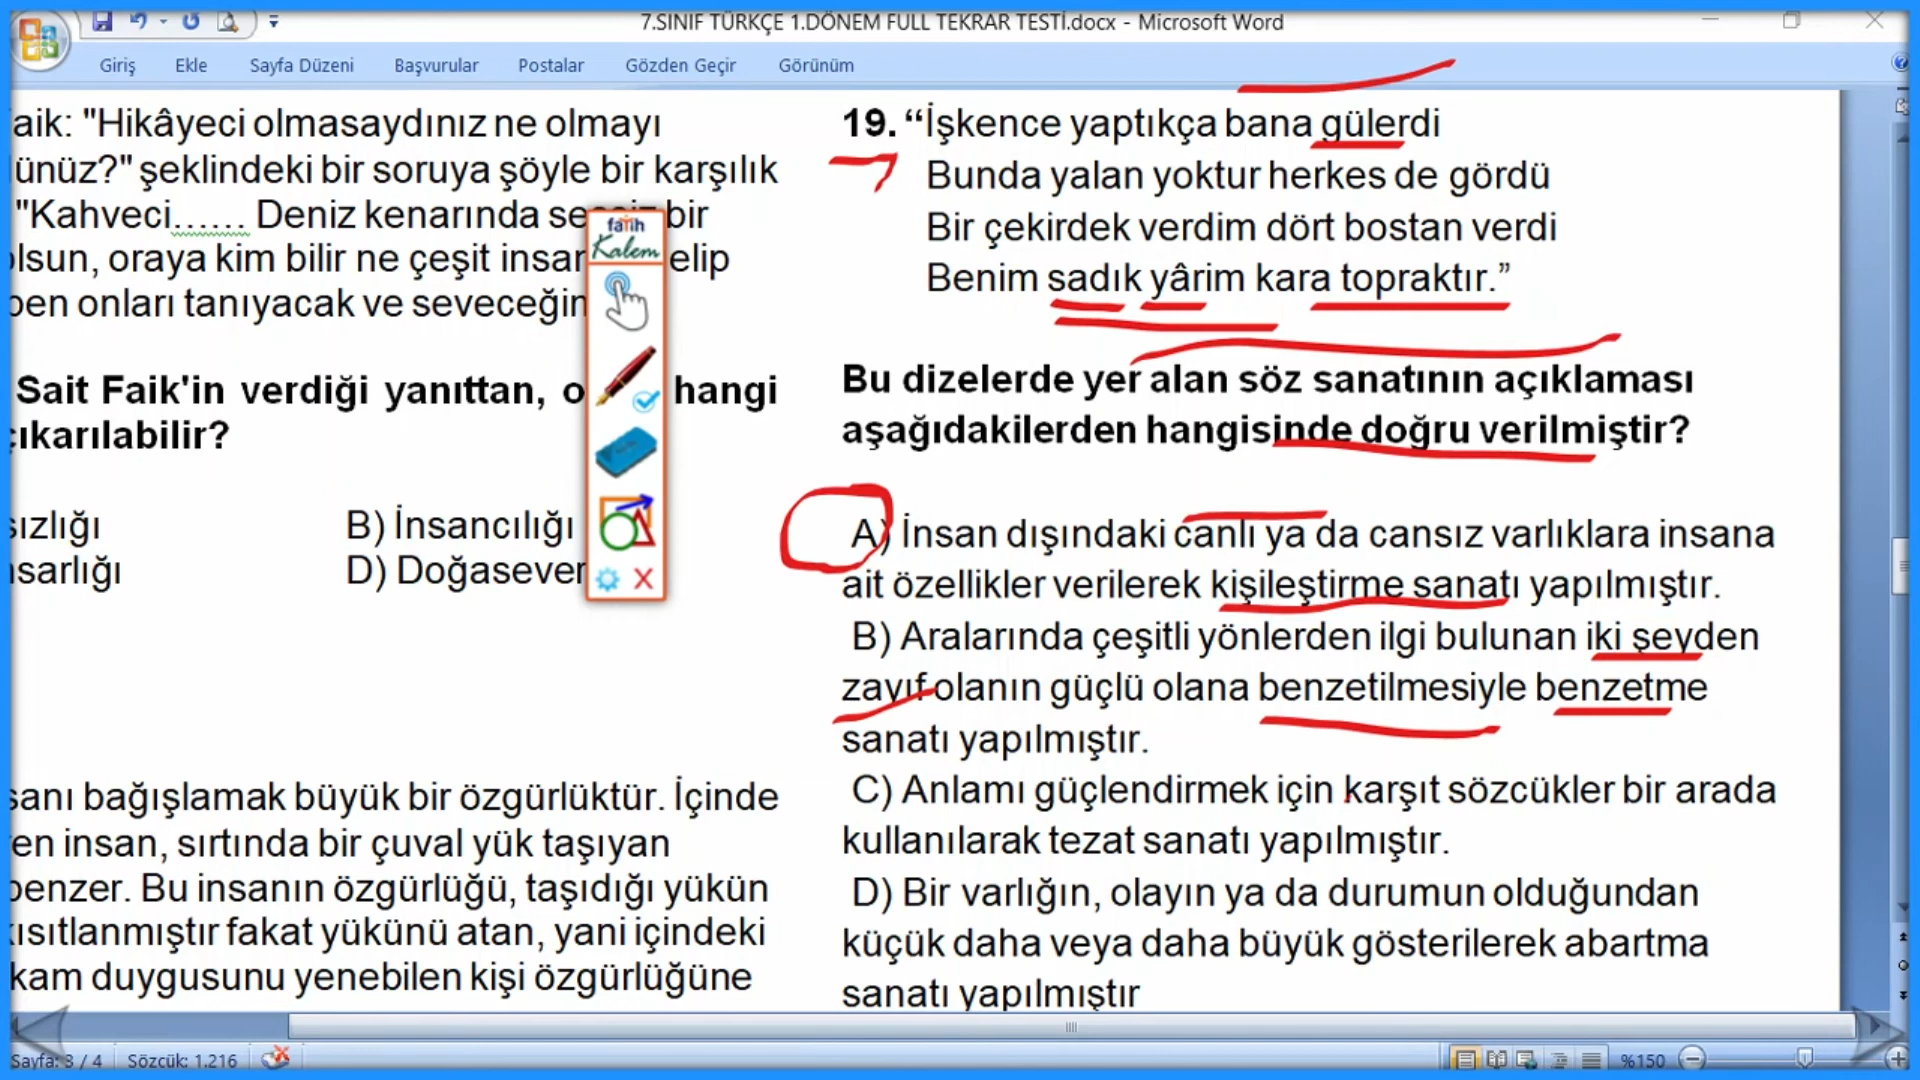 7.SINIF TÜRKÇE 1.DÖNEM FULL TEKRAR TESTİ.docx - Microsoft Word
Giriş Ekle Sayfa Düzeni Başvurular Postalar Gözden Geçir Görünüm
aik: "Hikâyeci olmasaydınız ne olmayı
ünüz?" şeklindeki bir soruya şöyle bir karşılık
"Kahveci...... Deniz kenarında bir
olsun, oraya kim bilir ne çeşit insan elip
ben onları tanıyacak ve seveceğin
Sait Faik'in verdiği yanıttan, o hangi
çıkarılabilir?
sızlığı B) İnsancılığı
nsarlığı D) Doğasever
sanı bağışlamak büyük bir özgürlüktür. İçinde
en insan, sırtında bir çuval yük taşıyan
benzer. Bu insanın özgürlüğü, taşıdığı yükün
kısıtlanmıştır fakat yükünü atan, yani içindeki
kam duygusunu yenebilen kişi özgürlüğüne
fatih
Kalem
19. “İşkence yaptıkça bana gülerdi
Bunda yalan yoktur herkes de gördü
Bir çekirdek verdim dört bostan verdi
Benim sadık yârim kara topraktır.”
Bu dizelerde yer alan söz sanatının açıklaması
aşağıdakilerden hangisinde doğru verilmiştir?
A) İnsan dışındaki canlı ya da cansız varlıklara insana
ait özellikler verilerek kişileştirme sanatı yapılmıştır.
B) Aralarında çeşitli yönlerden ilgi bulunan iki şeyden
zayıf olanın güçlü olana benzetilmesiyle benzetme
sanatı yapılmıştır.
C) Anlamı güçlendirmek için karşıt sözcükler bir arada
kullanılarak tezat sanatı yapılmıştır.
D) Bir varlığın, olayın ya da durumun olduğundan
küçük daha veya daha büyük gösterilerek abartma
sanatı yapılmıştır
Sayfa: 3 / 4 Sözcük: 1.216 %150